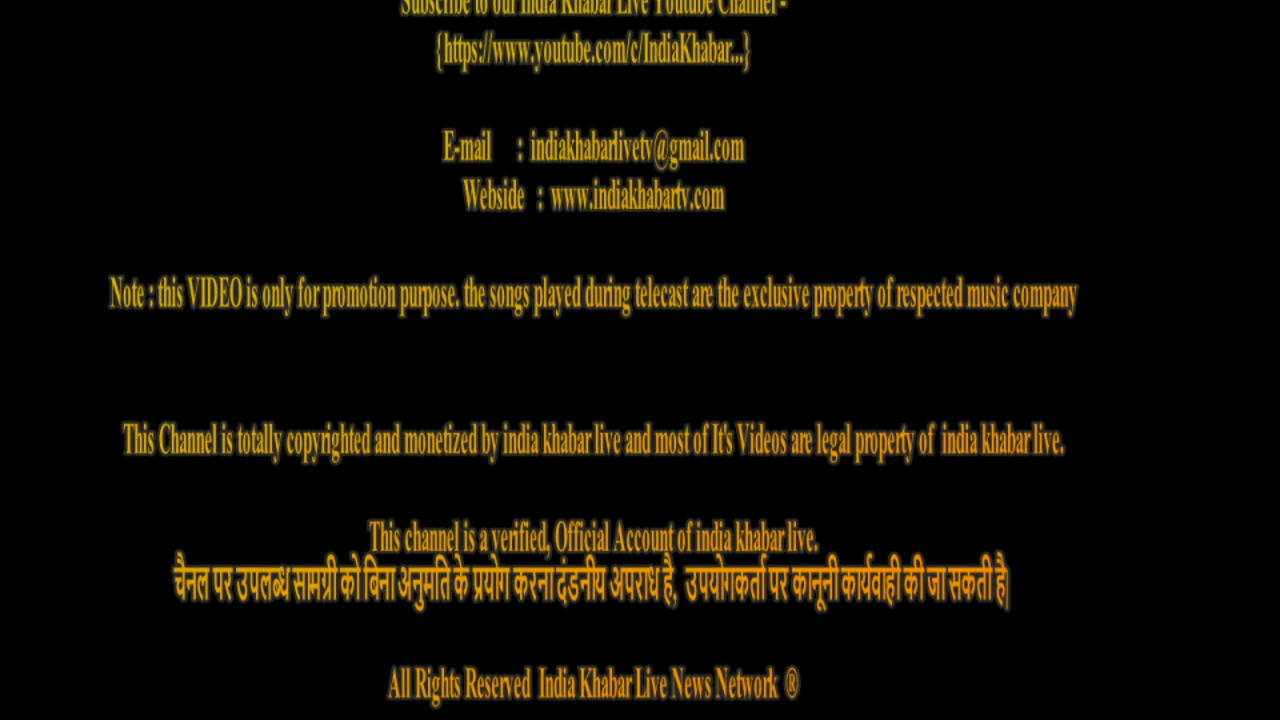 Subscribe to our India Khabar Live Youtube Channel -
{https://www.youtube.com/c/IndiaKhabar...}
E-mail : indiakhabarlivetv@gmail.com
Webside : www.indiakhabartv.com
Note : this VIDEO is only for promotion purpose. the songs played during telecast are the exclusive property of respected music company
This Channel is totally copyrighted and monetized by india khabar live and most of It's Videos are legal property of india khabar live.
This channel is a verified, Official Account of india khabar live.
चैनल पर उपलब्ध सामग्री को बिना अनुमति के प्रयोग करना दंडनीय अपराध है, उपयोगकर्ता पर कानूनी कार्यवाही की जा सकती है|
All Rights Reserved India Khabar Live News Network ®